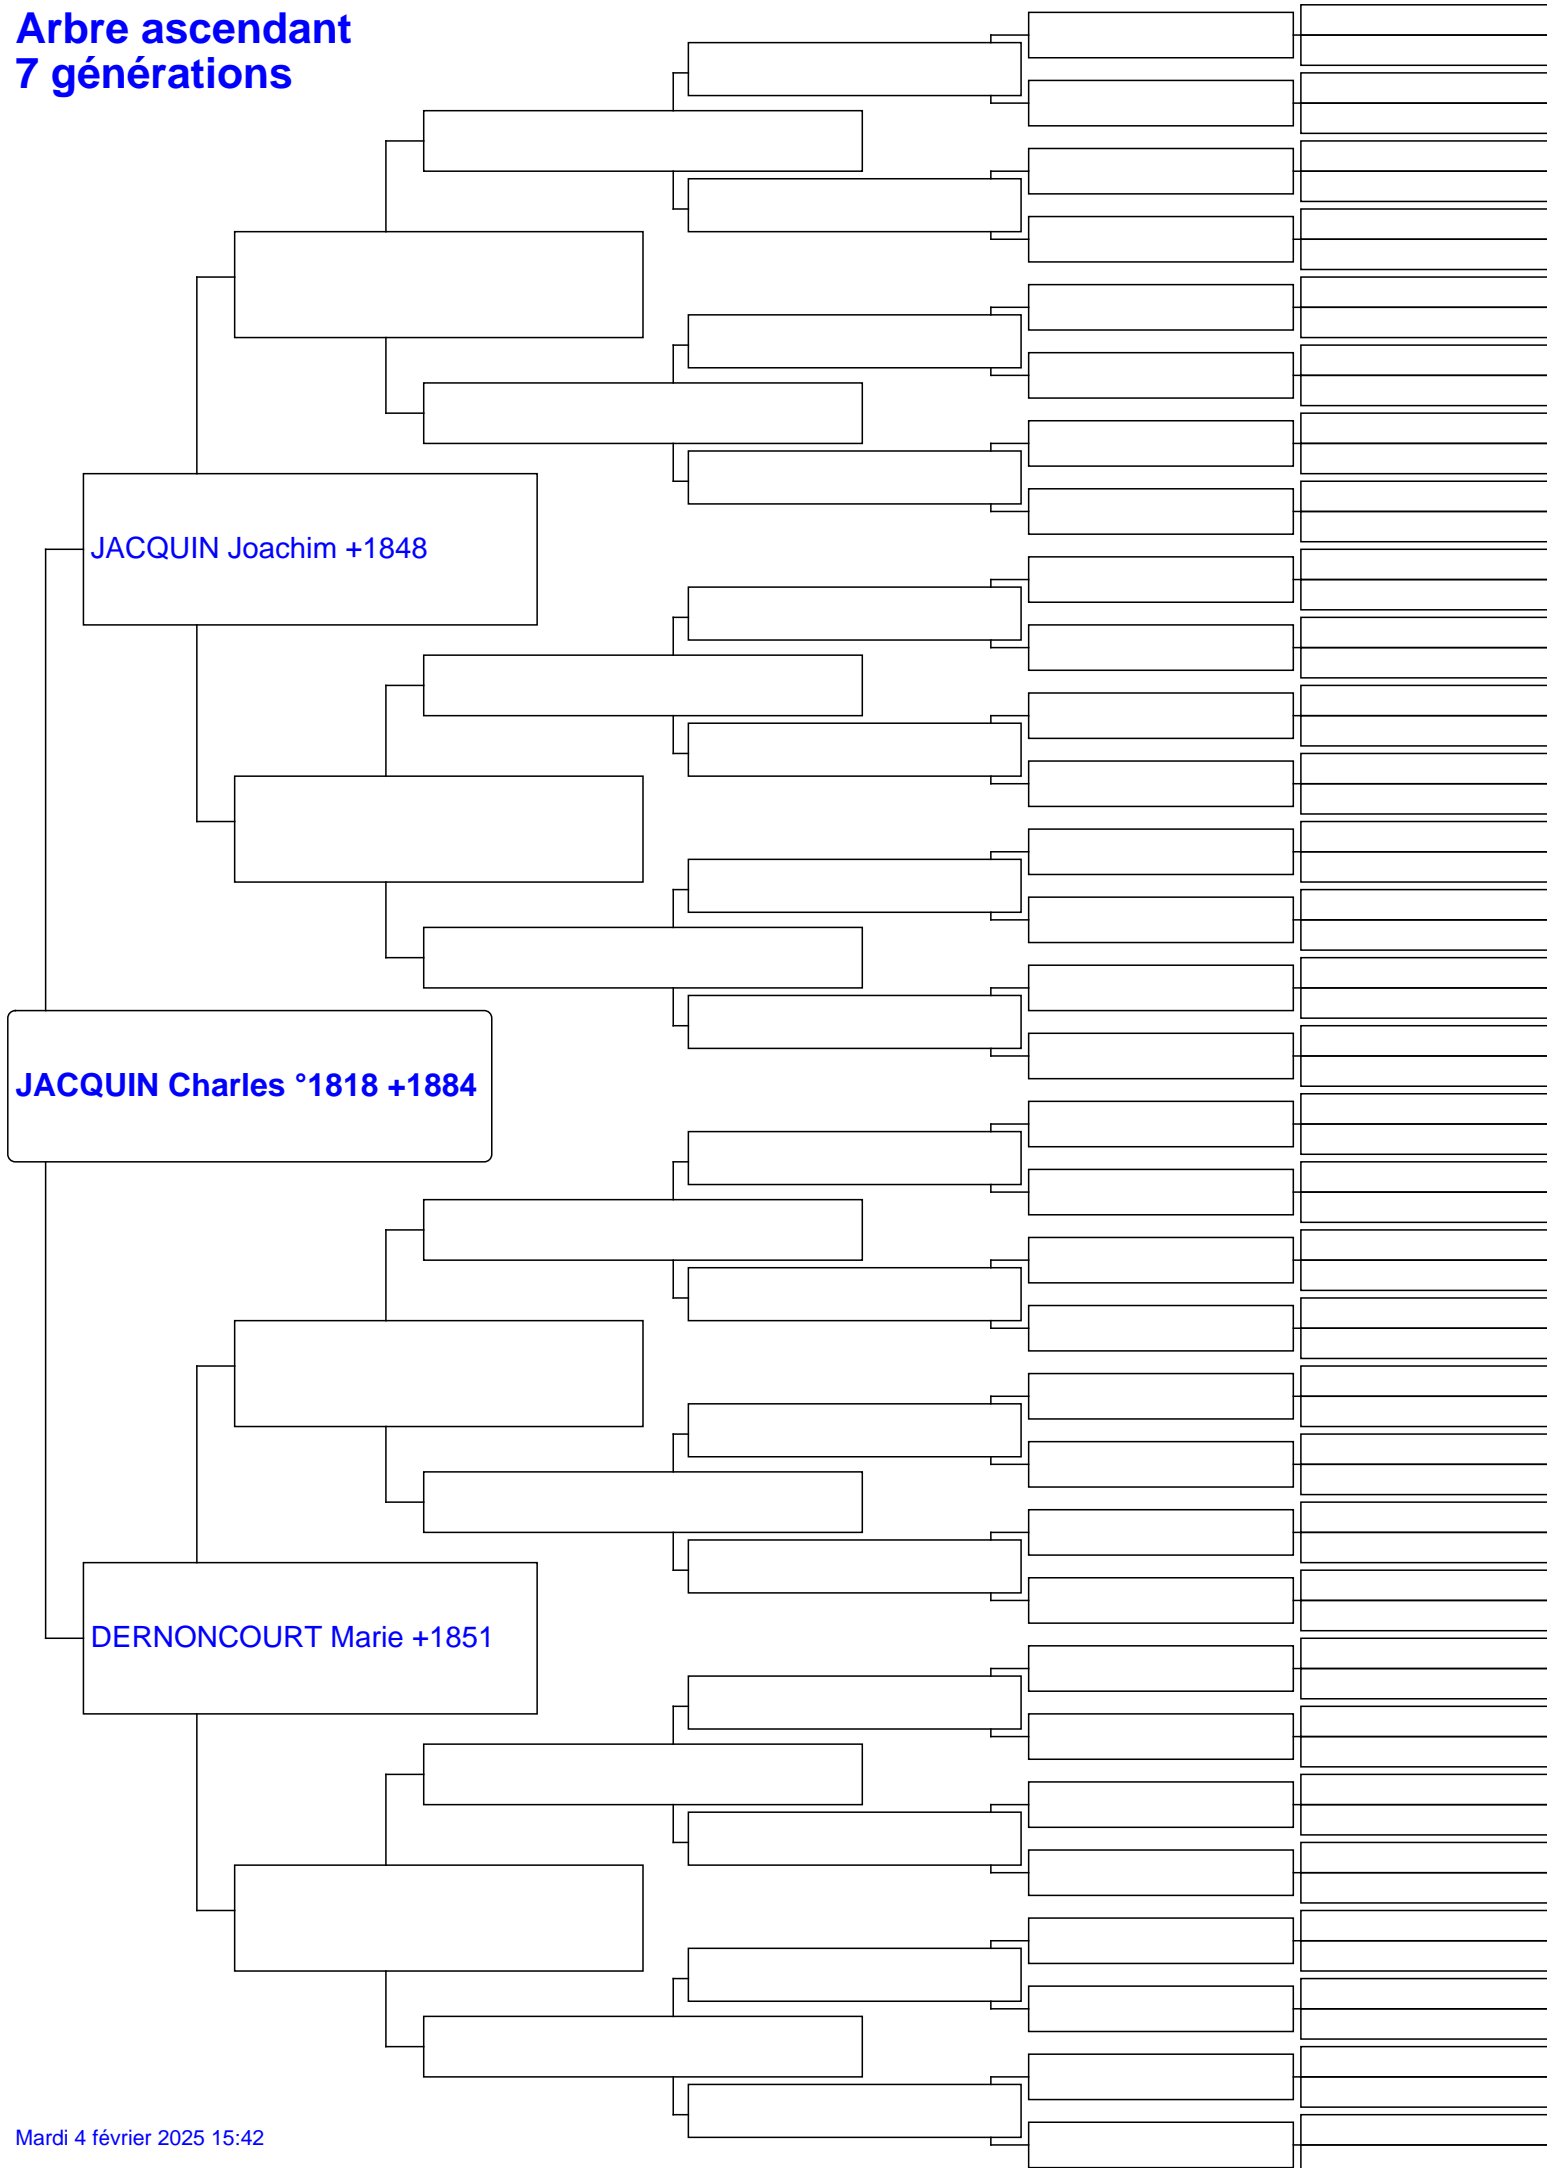 Arbre ascendant
7 générations
JACQUIN Joachim +1848
JACQUIN Charles °1818 +1884
DERNONCOURT Marie +1851
Mardi 4 février 2025 15:42